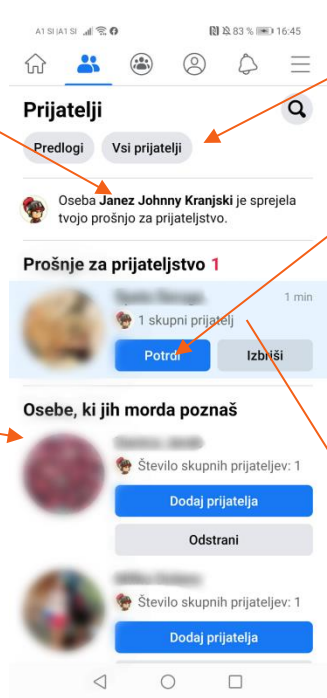 A1 SI |A1 SI 83 % 16:45
Prijatelji
Predlogi Vsi prijatelji
Oseba Janez Johnny Kranjski je sprejela
tvojo prošnjo za prijateljstvo.
Prošnje za prijateljstvo 1
1 min
1 skupni prijatelj
Potrdi Izbriši
Osebe, ki jih morda poznaš
Število skupnih prijateljev: 1
Dodaj prijatelja
Odstrani
Število skupnih prijateljev: 1
Dodaj prijatelja